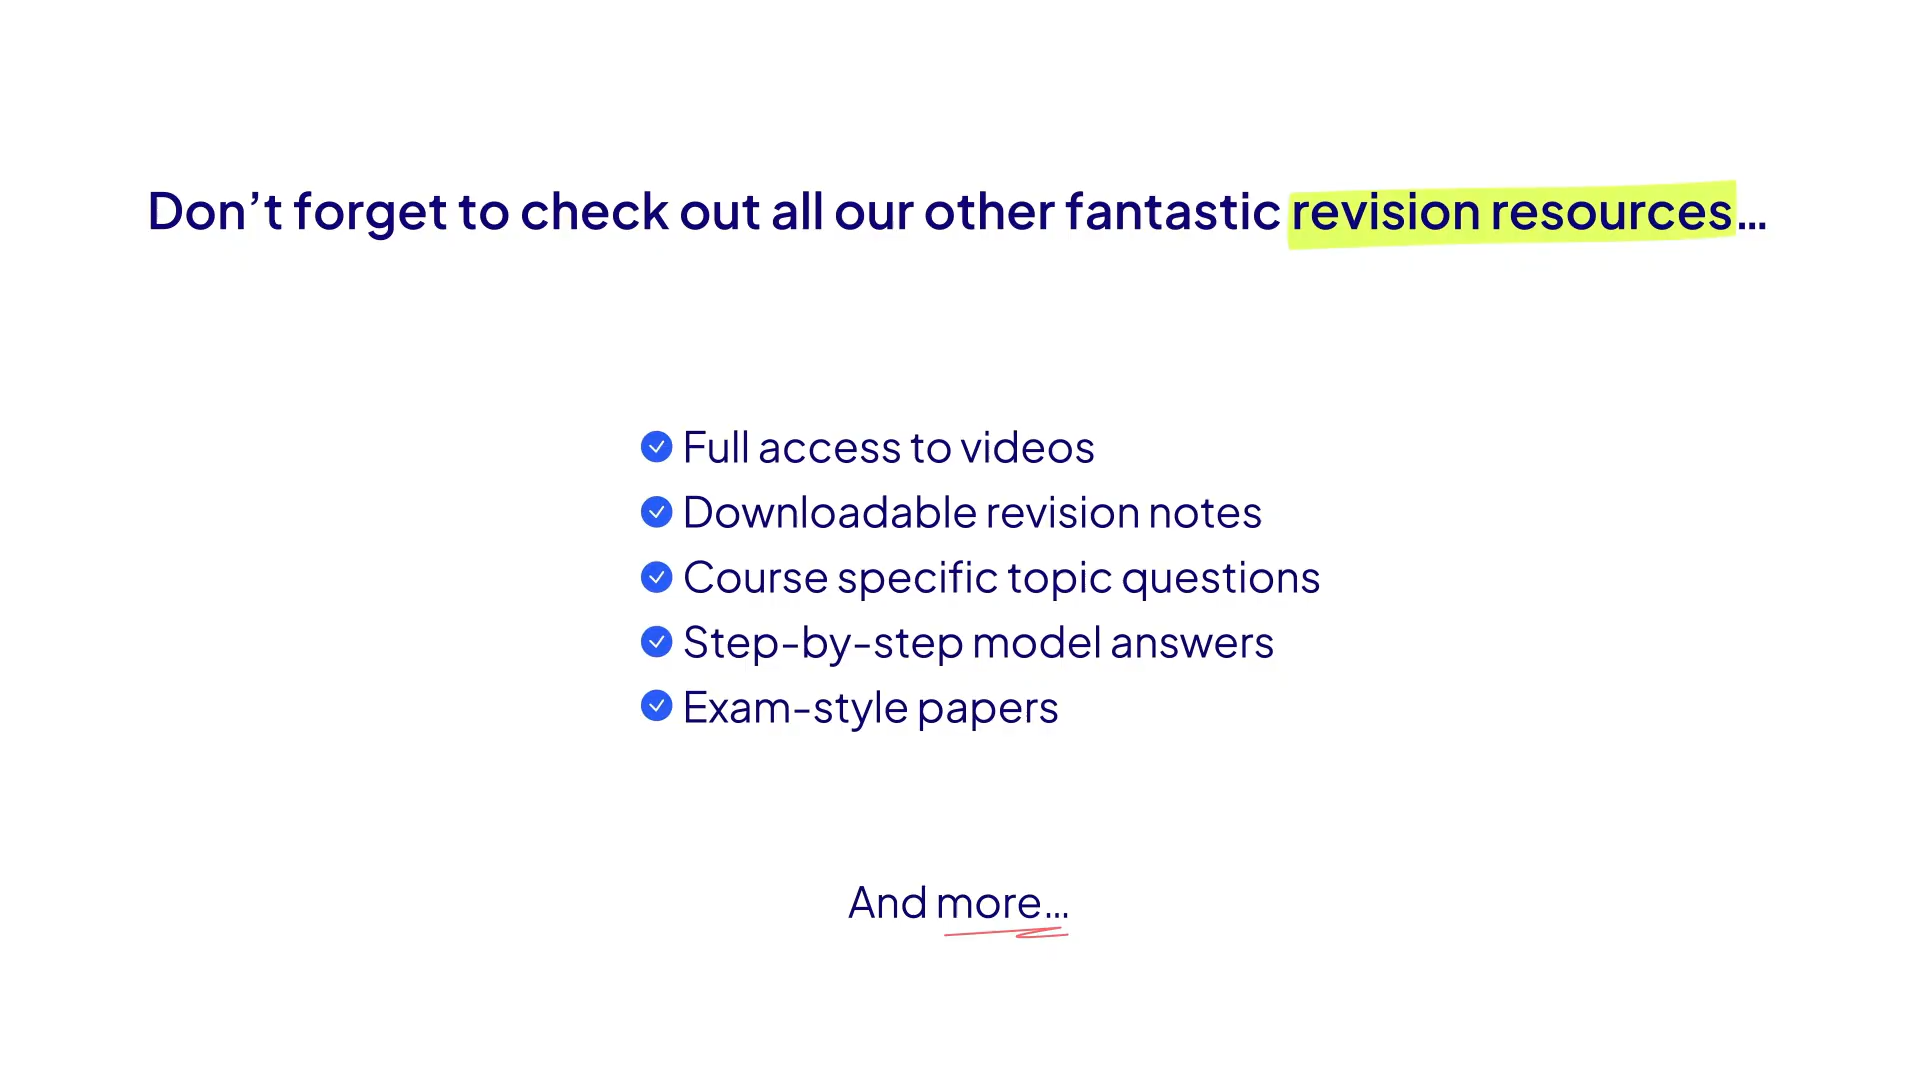 Don’t forget to check out all our other fantastic revision resources...
Full access to videos
Downloadable revision notes
Course specific topic questions
Step-by-step model answers
Exam-style papers
And more...